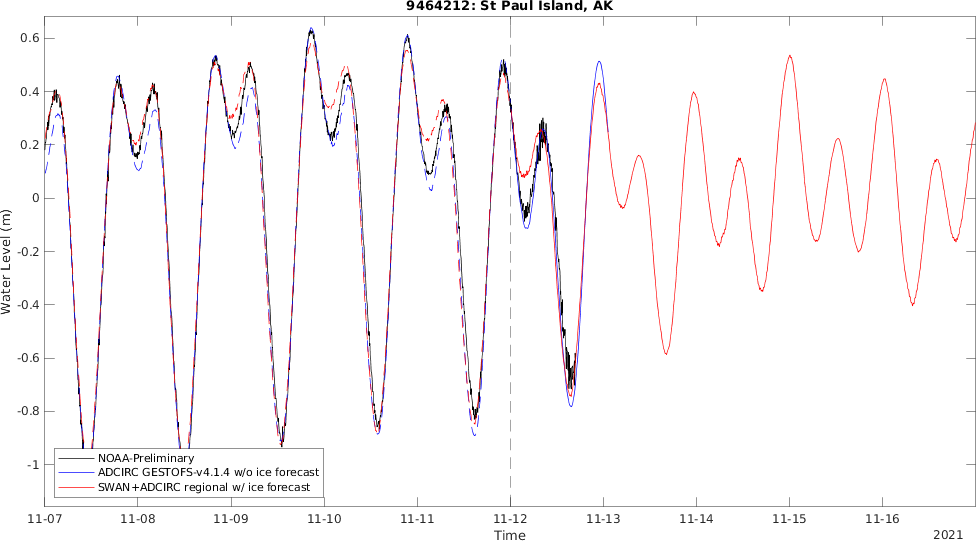 9464212: St Paul Island, AK
0.6
0.4
0.2
0
-0.2
-0.4
-0.6
-0.8
-1
Water Level (m)
NOAA-Preliminary
ADCIRC GESTOFS-v4.1.4 w/o ice forecast
SWAN+ADCIRC regional w/ ice forecast
11-07 11-08 11-09 11-10 11-11 11-12 11-13 11-14 11-15 11-16
Time
2021